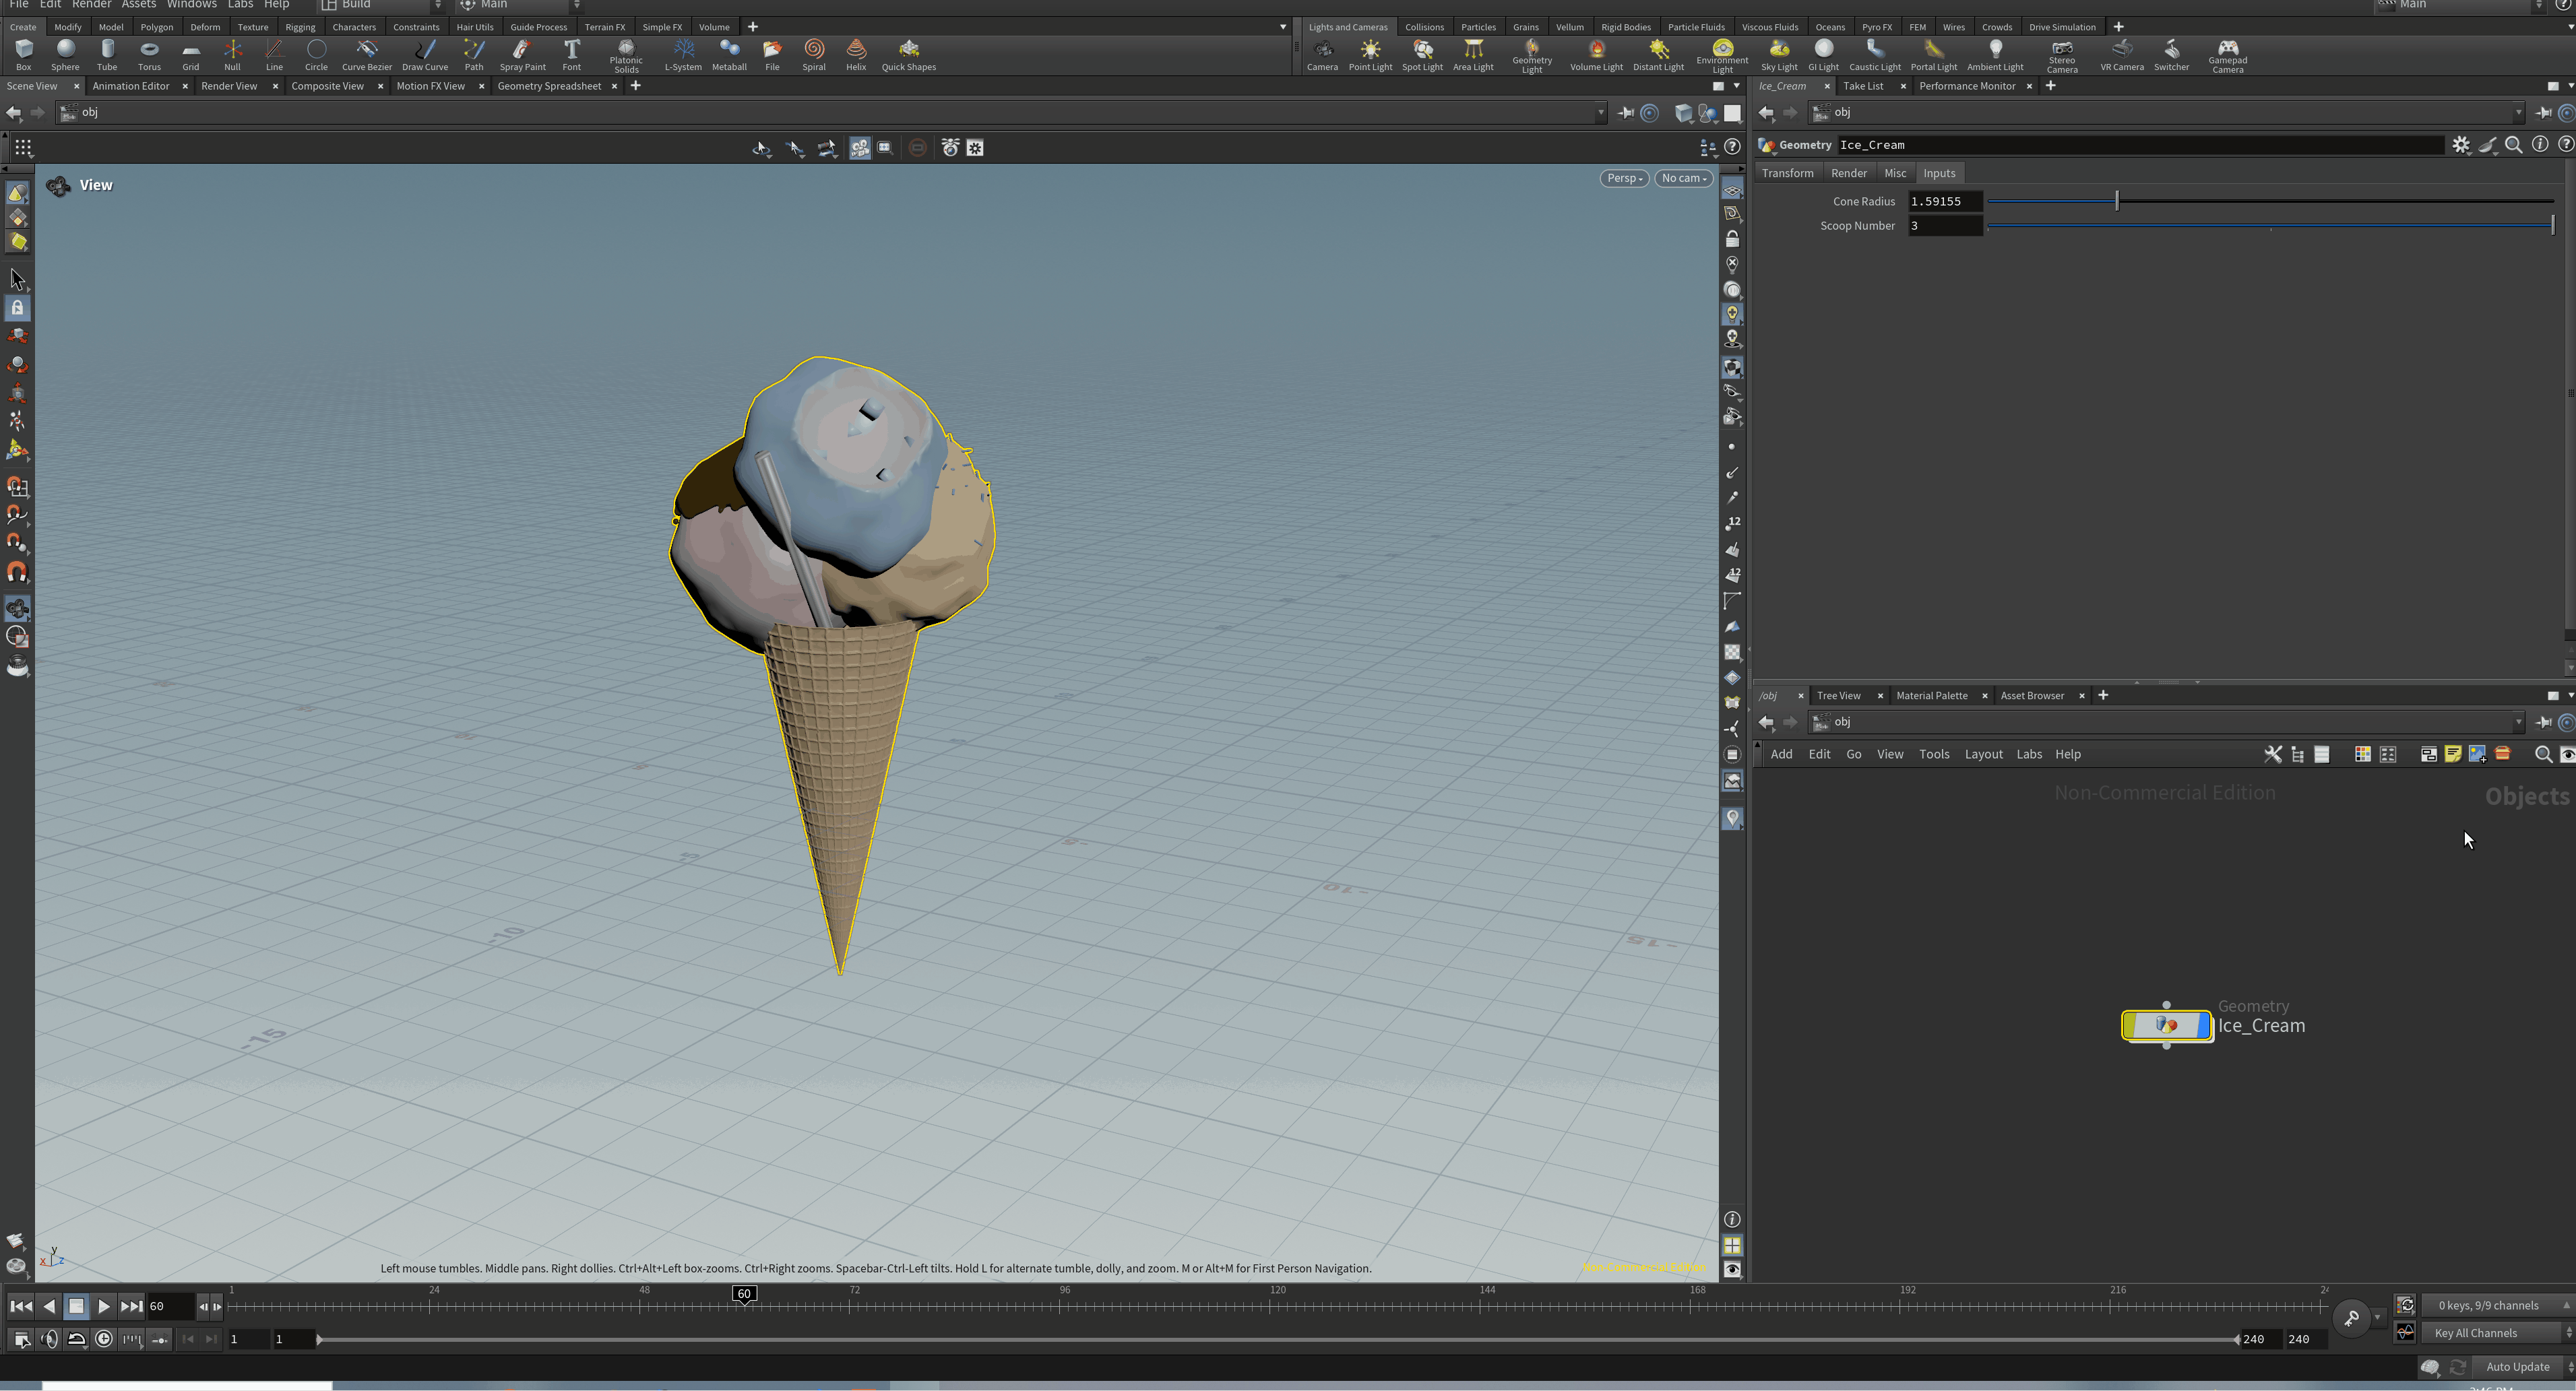 File Edit Render Assets Windows Labs Help Build Main Main
Create Modify Model Polygon Deform Texture Rigging Characters Constraints Hair Utils Guide Process Terrain FX Simple FX Volume
Lights and Cameras Collisions Particles Grains Vellum Rigid Bodies Particle Fluids Viscous Fluids Oceans Pyro FX FEM Wires Crowds Drive Simulation
Box Sphere Tube Torus Grid Null Line Circle Curve Bezier Draw Curve Path Spray Paint Font Platonic Solids L-System Metaball File Spiral Helix Quick Shapes
Camera Point Light Spot Light Area Light Geometry Light Volume Light Distant Light Environment Light Sky Light GI Light Caustic Light Portal Light Ambient Light Stereo Camera VR Camera Switcher Gamepad Camera
Scene View Animation Editor Render View Composite View Motion FX View Geometry Spreadsheet
obj
View
Persp No cam
12
12
-10
-15
-5
-10
-15
Left mouse tumbles. Middle pans. Right dollies. Ctrl+Alt+Left box-zooms. Ctrl+Right zooms. Spacebar-Ctrl-Left tilts. Hold L for alternate tumble, dolly, and zoom. M or Alt+M for First Person Navigation.
Non-Commercial Edition
y
x z
Ice_Cream Take List Performance Monitor
obj
Geometry Ice_Cream
Transform Render Misc Inputs
Cone Radius 1.59155
Scoop Number 3
/obj Tree View Material Palette Asset Browser
obj
Add Edit Go View Tools Layout Labs Help
Non-Commercial Edition Objects
Geometry
Ice_Cream
60 1 24 48 60 72 96 120 144 168 192 216
0 keys, 9/9 channels
1 1 240 240
Key All Channels
Auto Update